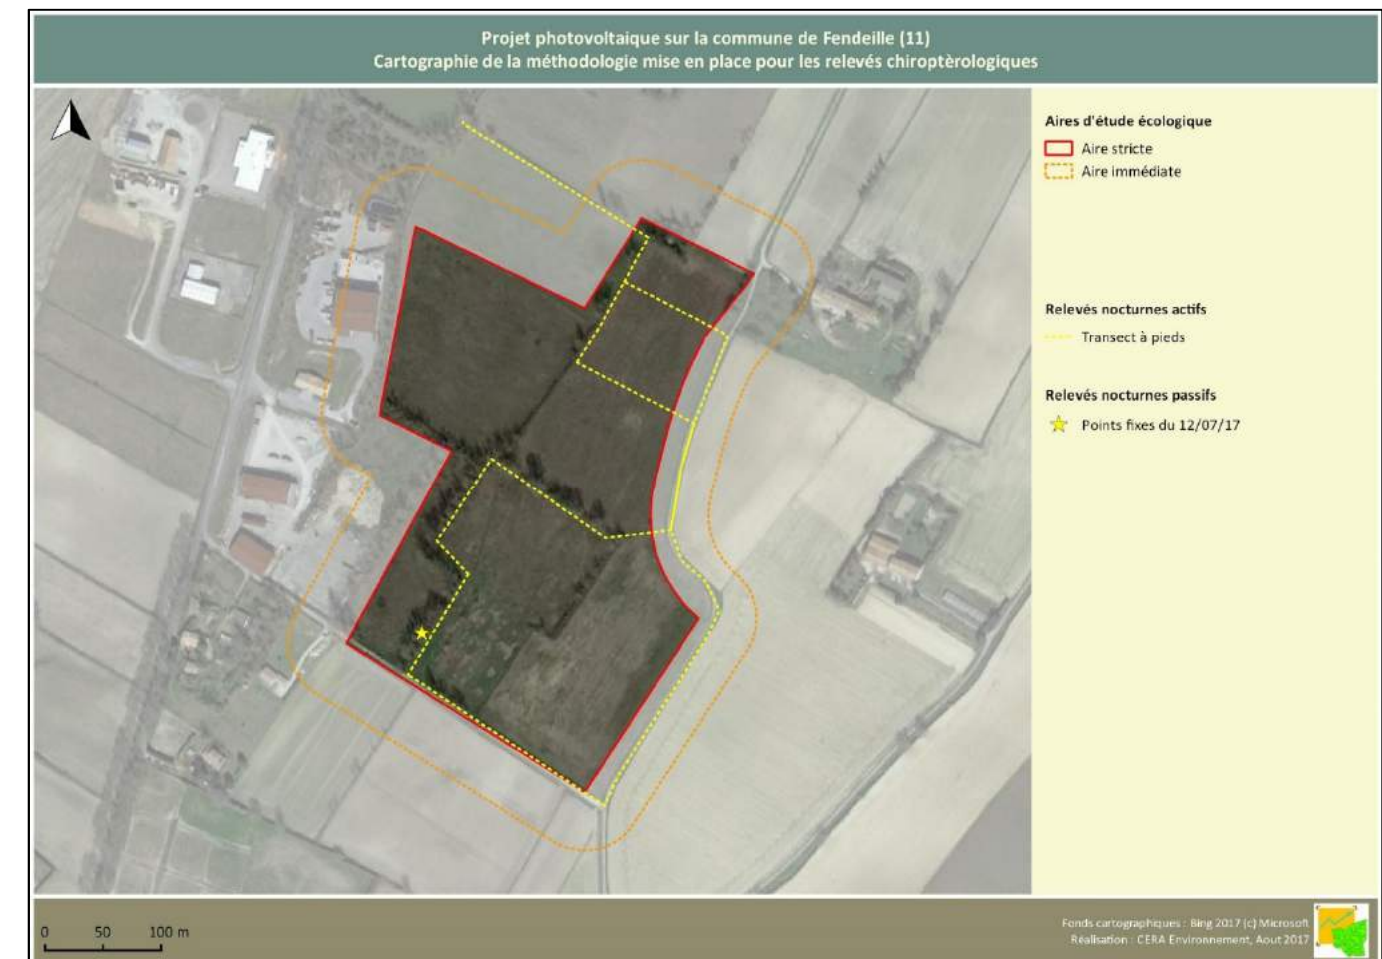 Projet photovoltaique sur la commune de Fendeille (11)
Cartographie de la méthodologie mise en place pour les relevés chiroptèrologiques
Aires d'étude écologique
Aire stricte
Aire immédiate
Relevés nocturnes actifs
Transect à pieds
Relevés nocturnes passifs
Points fixes du 12/07/17
0 50 100 m
Fonds cartographiques : Bing 2017 (c) Microsoft
Réalisation : CERA Environnement, Aout 2017